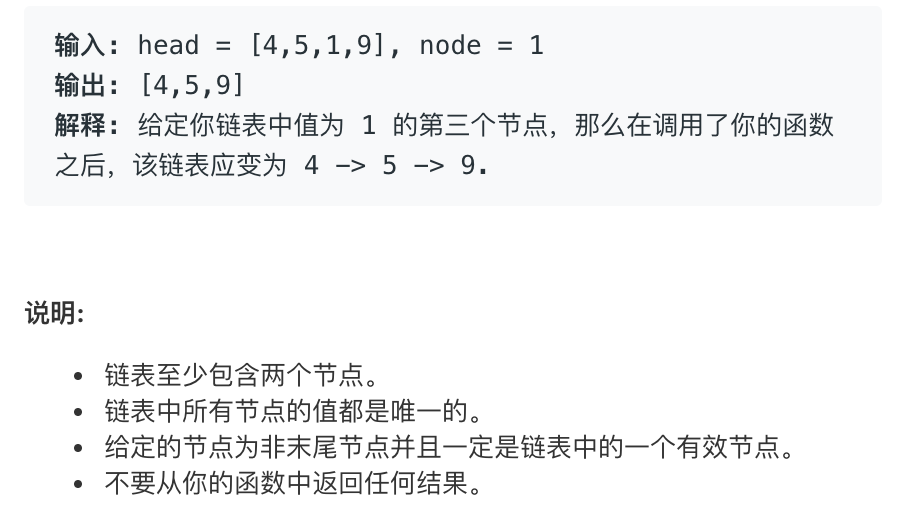 输入: head = [4,5,1,9], node = 1
输出: [4,5,9]
解释: 给定你链表中值为 1 的第三个节点，那么在调用了你的函数
之后，该链表应变为 4 -> 5 -> 9.
说明:
• 链表至少包含两个节点。
• 链表中所有节点的值都是唯一的。
• 给定的节点为非末尾节点并且一定是链表中的一个有效节点。
• 不要从你的函数中返回任何结果。